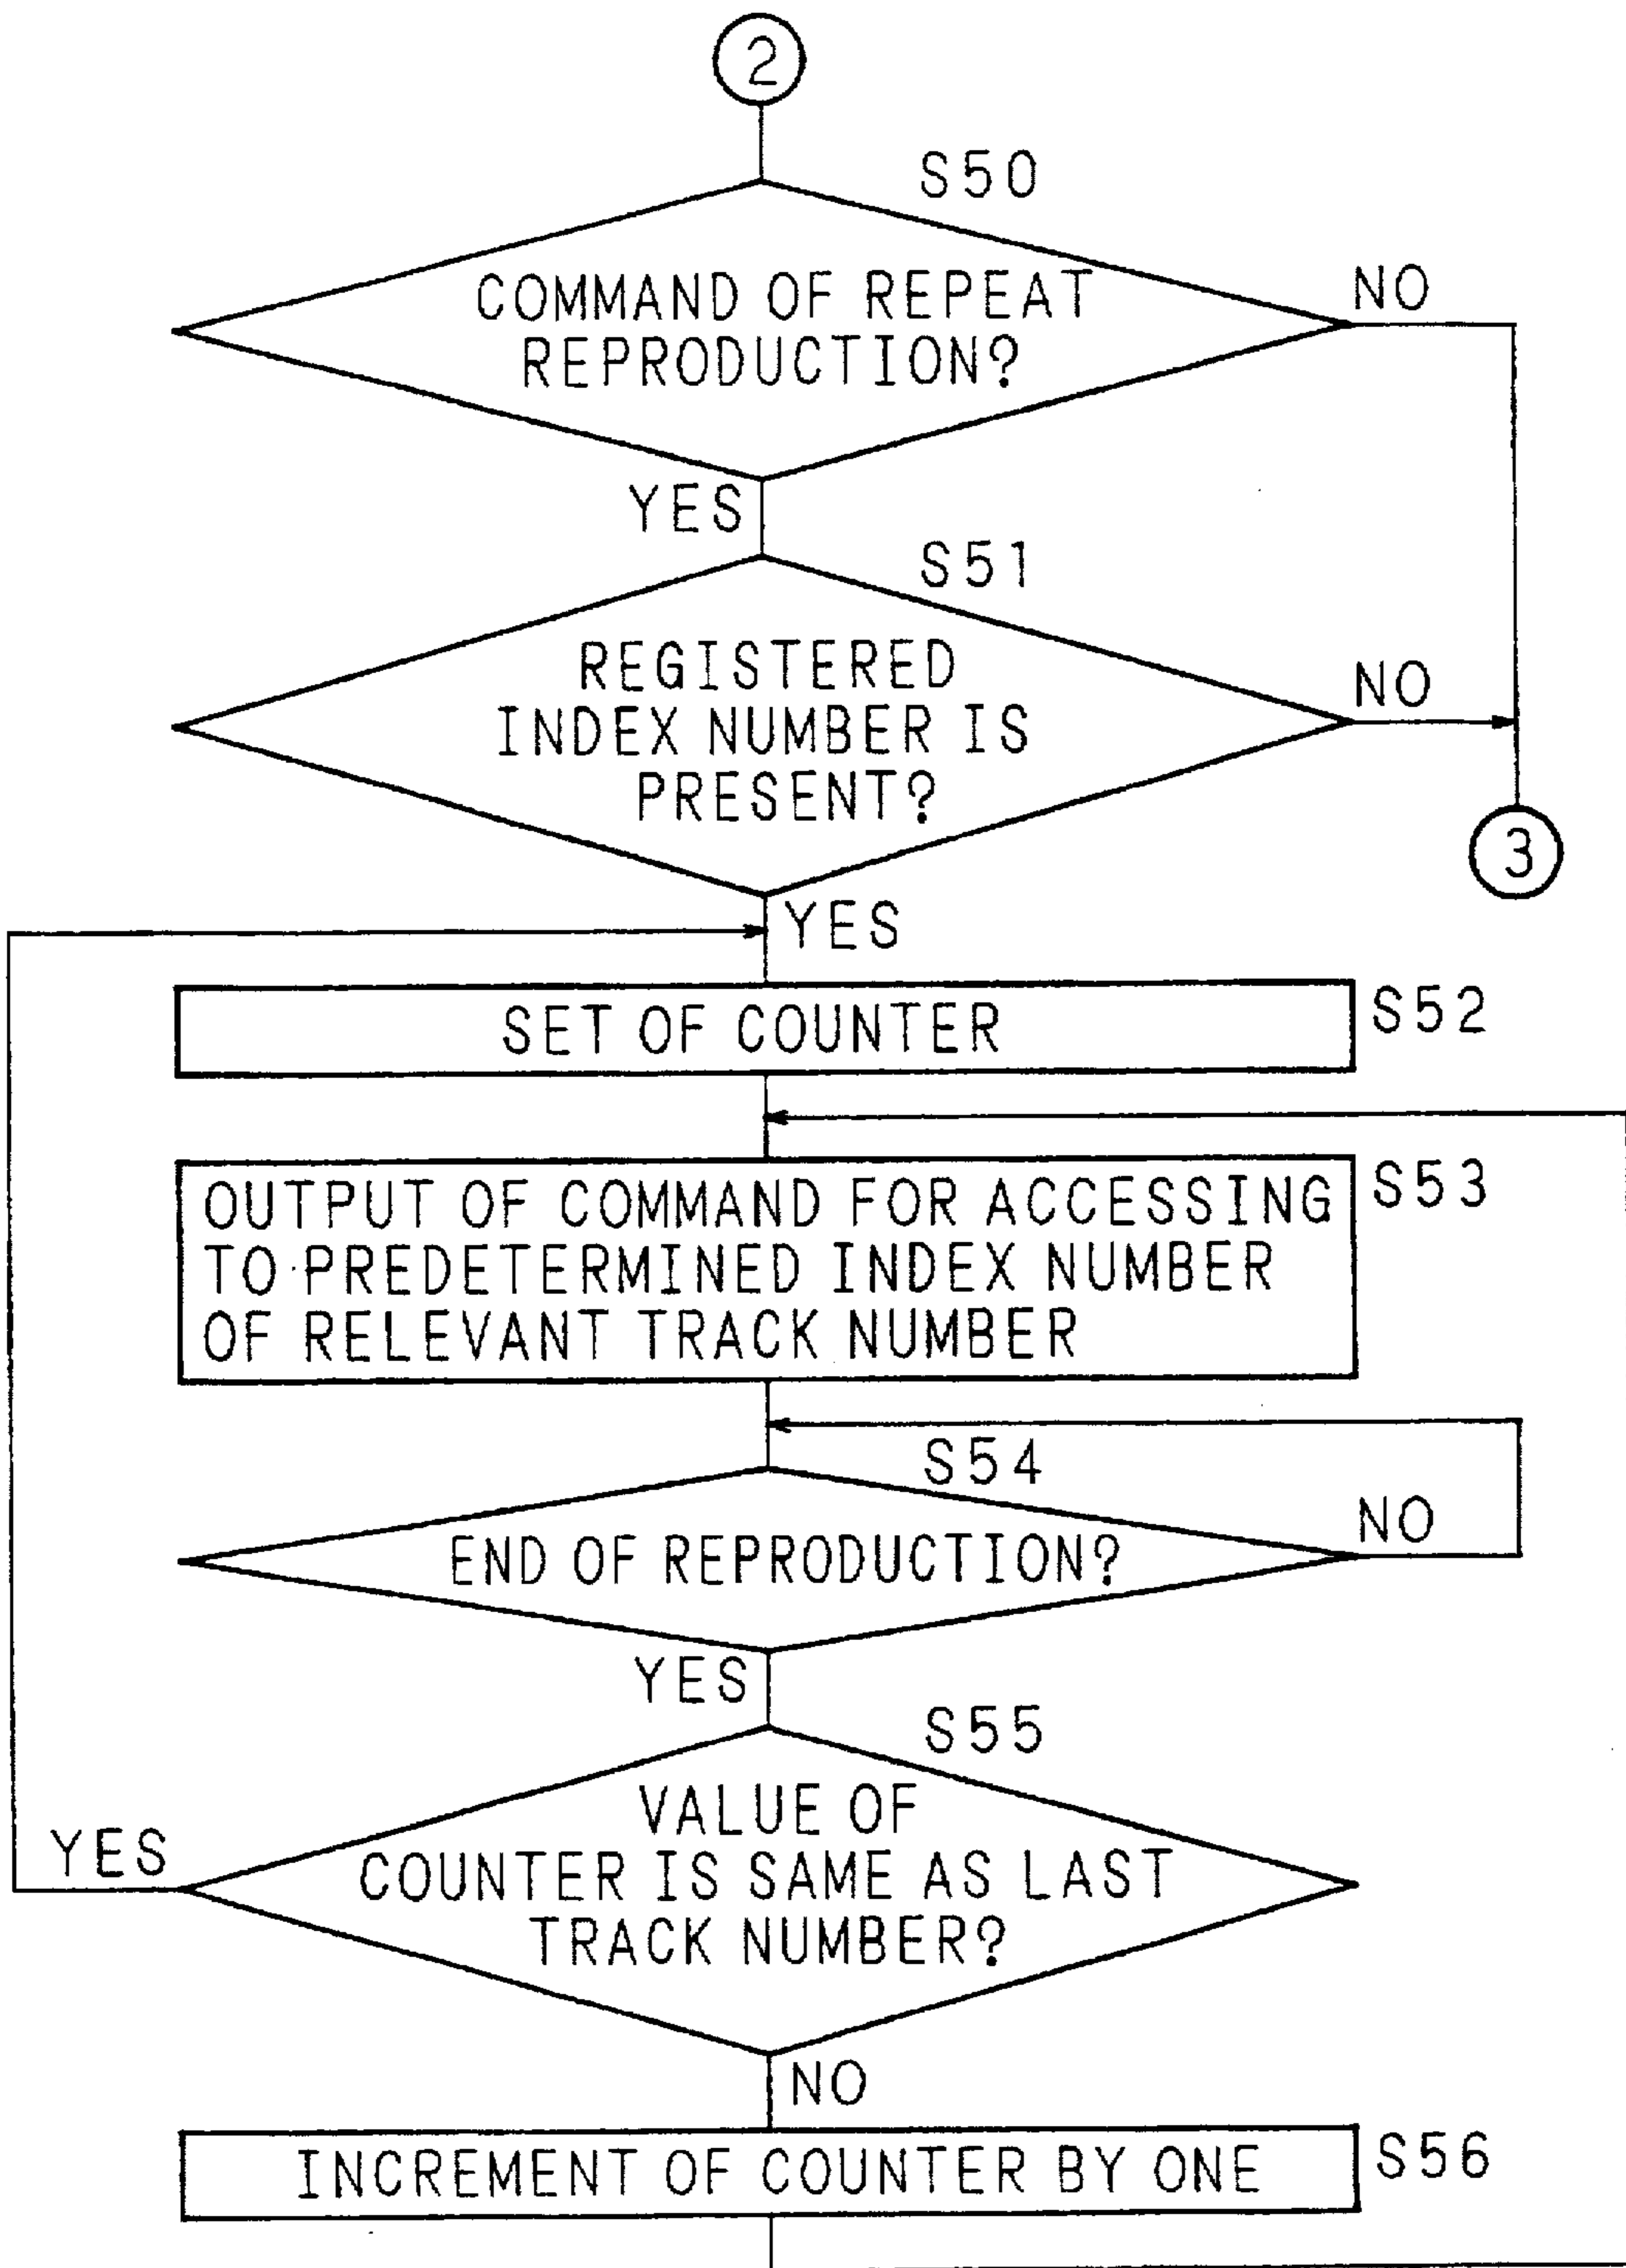 2
S50
COMMAND OF REPEAT
REPRODUCTION?
NO
YES
S51
REGISTERED
INDEX NUMBER IS
PRESENT?
NO
3
YES
SET OF COUNTER
S52
OUTPUT OF COMMAND FOR ACCESSING
TO PREDETERMINED INDEX NUMBER
OF RELEVANT TRACK NUMBER
S53
S54
END OF REPRODUCTION?
NO
YES
S55
VALUE OF
COUNTER IS SAME AS LAST
TRACK NUMBER?
YES
NO
INCREMENT OF COUNTER BY ONE
S56